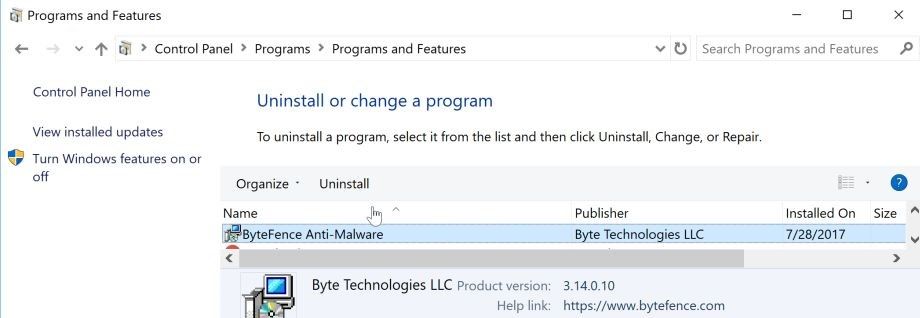 Programs and Features
Control Panel > Programs > Programs and Features
Search Programs and Features
Control Panel Home
View installed updates
Turn Windows features on or
off
Uninstall or change a program
To uninstall a program, select it from the list and then click Uninstall, Change, or Repair.
Organize Uninstall
Name Publisher Installed On Size
ByteFence Anti-Malware Byte Technologies LLC 7/28/2017
Byte Technologies LLC Product version: 3.14.0.10
Help link: https://www.bytefence.com